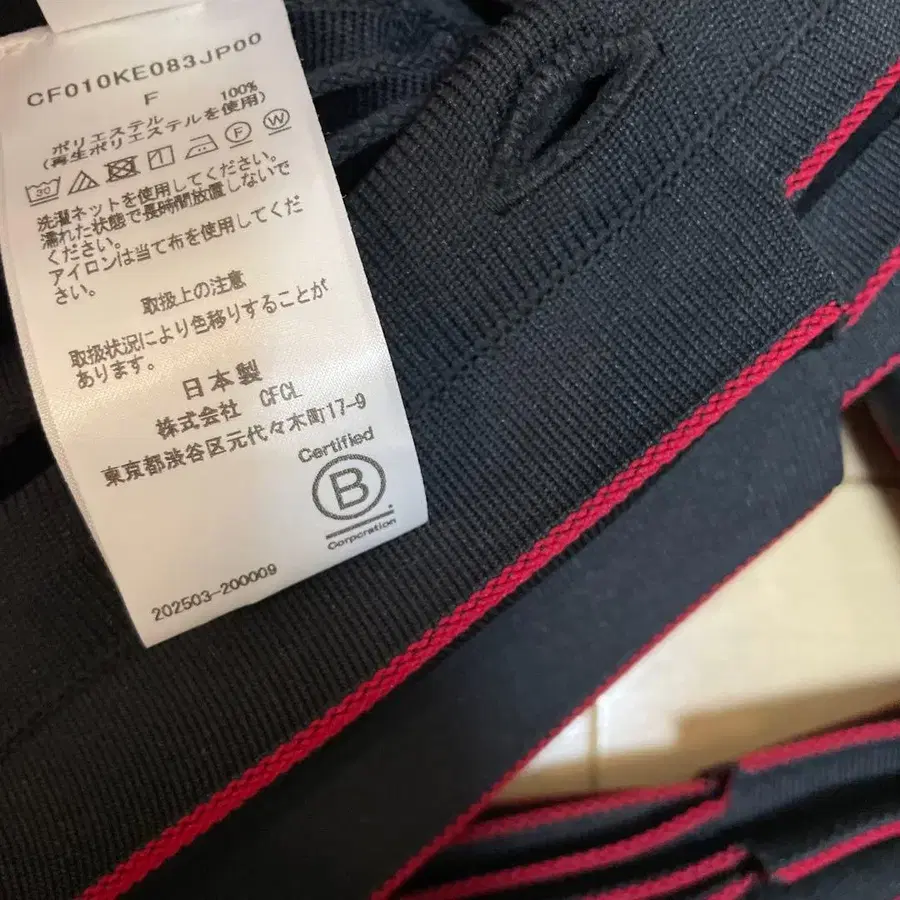 CF010KE083JP00
F
ポリエステル 100%
(再生ポリエステルを使用)
30 F W
洗濯ネットを使用してください。
濡れた状態で長時間放置しないで
ください。
アイロンは当て布を使用してくだ
さい。
取扱上の注意
取扱状況により色移りすることが
あります。
日本製
株式会社 CFCL
東京都渋谷区元代々木町17-9
Certified
B
Corporation
202503-200009